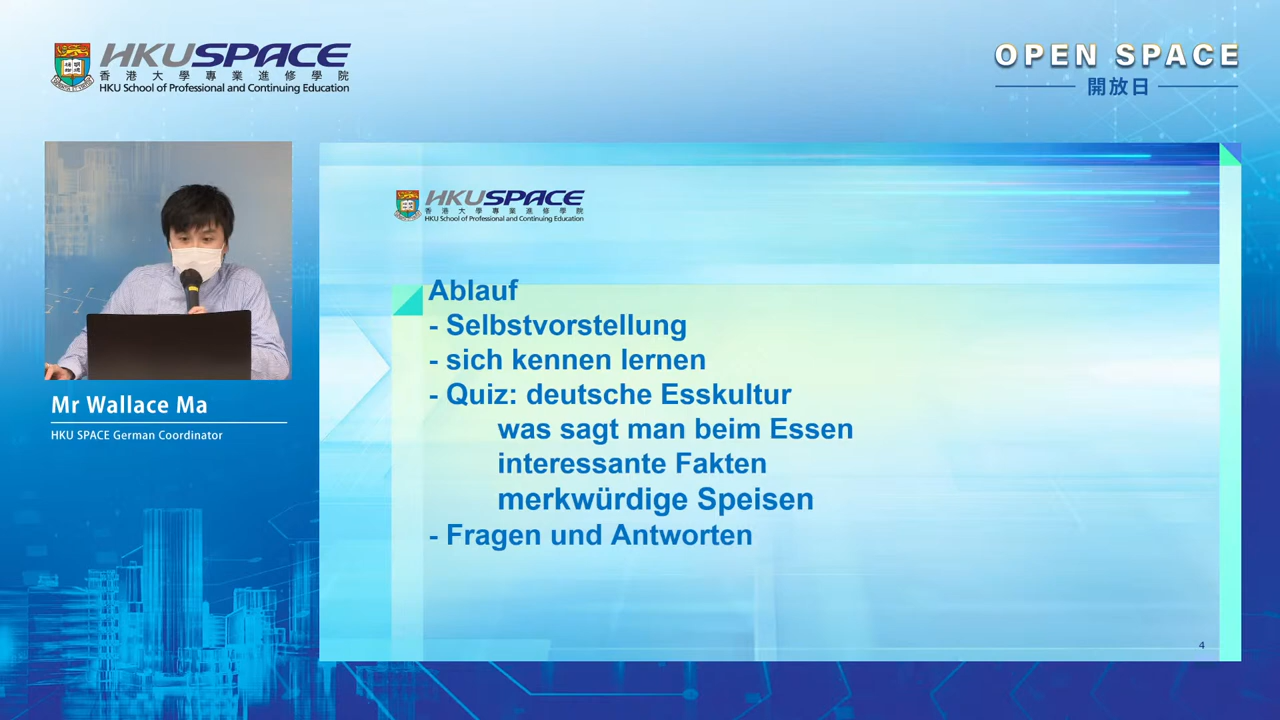 HKUSPACE
香港大學專業進修學院
HKU School of Professional and Continuing Education
OPEN SPACE
開放日
HKUSPACE
香港大學專業進修學院
HKU School of Professional and Continuing Education
Ablauf
- Selbstvorstellung
- sich kennen lernen
- Quiz: deutsche Esskultur
was sagt man beim Essen
interessante Fakten
merkwürdige Speisen
- Fragen und Antworten
4
Mr Wallace Ma
HKU SPACE German Coordinator